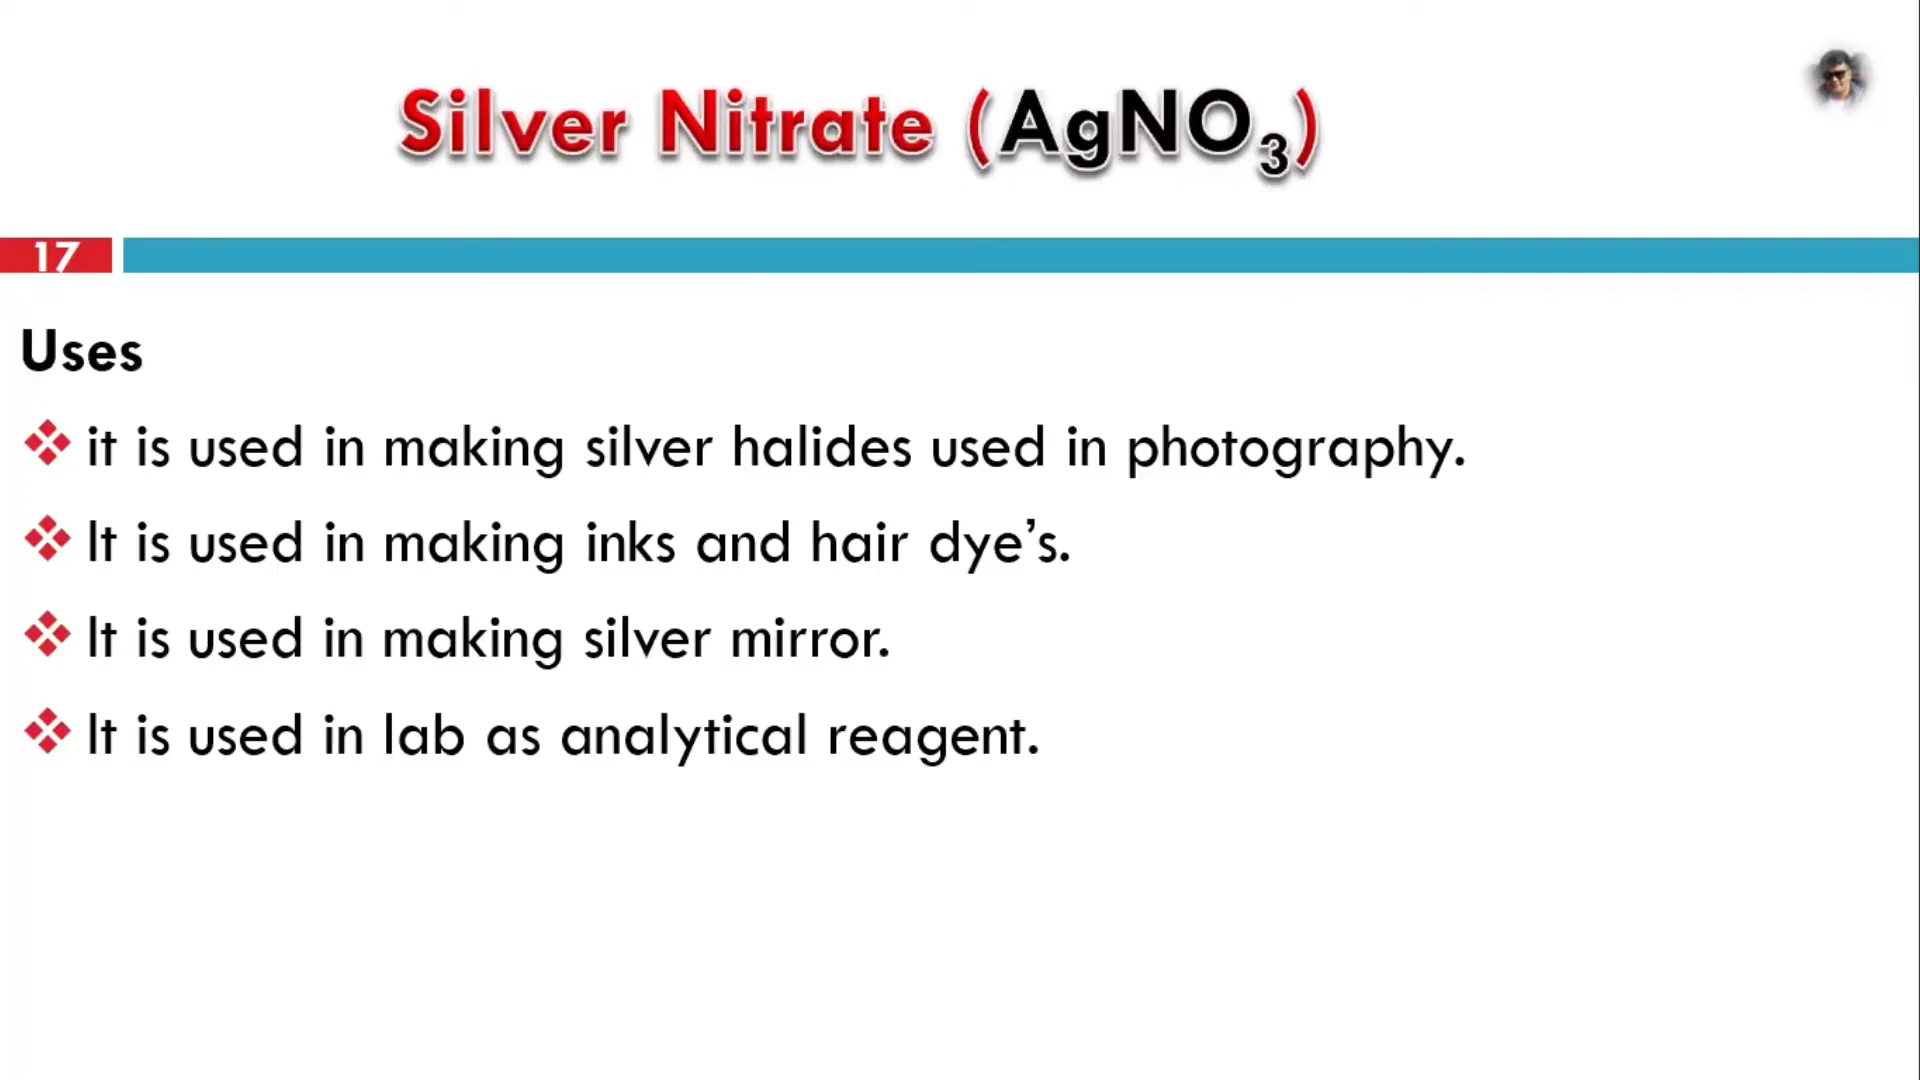 Silver Nitrate (AgNO₃)
17
Uses
❖ it is used in making silver halides used in photography.
❖ It is used in making inks and hair dye’s.
❖ It is used in making silver mirror.
❖ It is used in lab as analytical reagent.